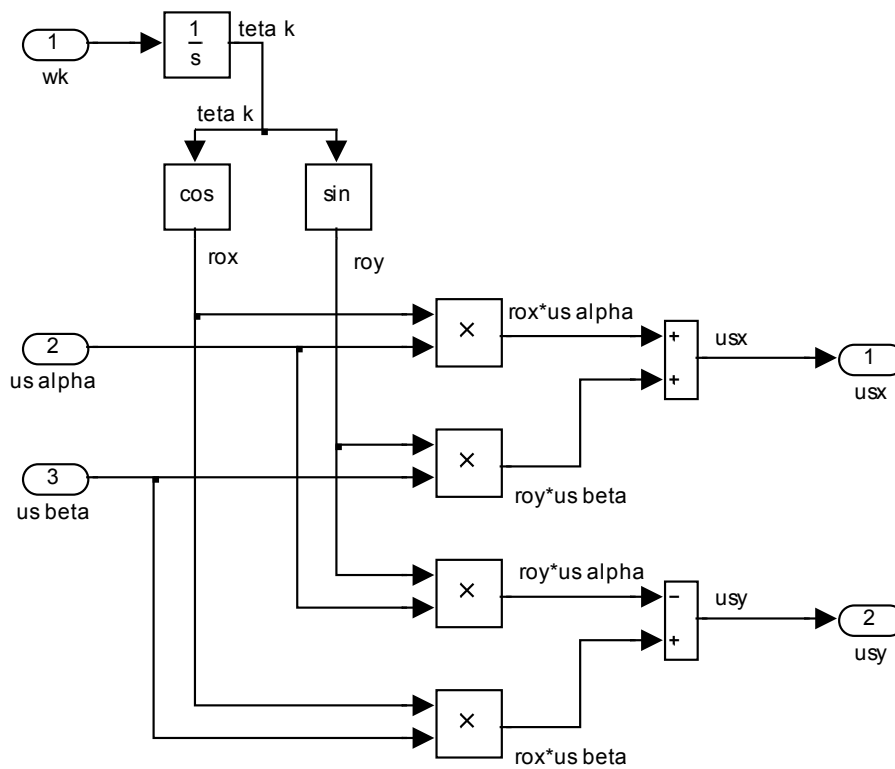 1
wk
1
s
teta k
teta k
cos
sin
rox
roy
2
us alpha
×
rox*us alpha
+
+
usx
1
usx
3
us beta
×
roy*us beta
×
roy*us alpha
−
+
usy
2
usy
×
rox*us beta